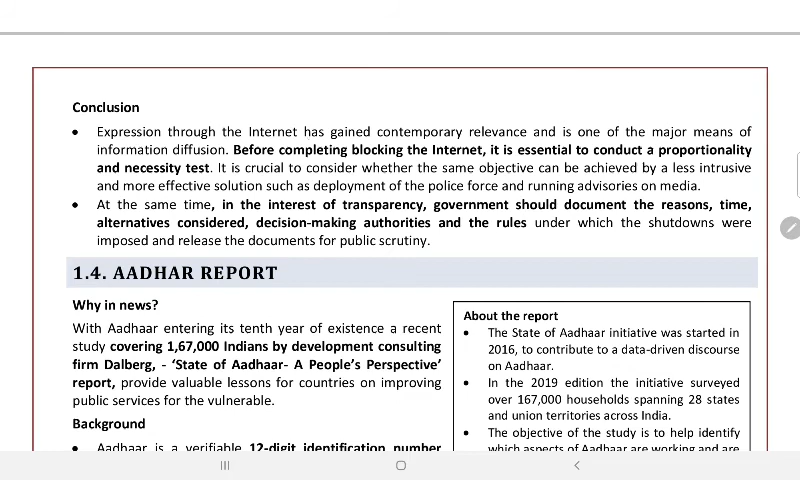 Conclusion
• Expression through the Internet has gained contemporary relevance and is one of the major means of
information diffusion. Before completing blocking the Internet, it is essential to conduct a proportionality
and necessity test. It is crucial to consider whether the same objective can be achieved by a less intrusive
and more effective solution such as deployment of the police force and running advisories on media.
• At the same time, in the interest of transparency, government should document the reasons, time,
alternatives considered, decision-making authorities and the rules under which the shutdowns were
imposed and release the documents for public scrutiny.
1.4. AADHAR REPORT
Why in news?
With Aadhaar entering its tenth year of existence a recent
study covering 1,67,000 Indians by development consulting
firm Dalberg, - ‘State of Aadhaar- A People’s Perspective’
report, provide valuable lessons for countries on improving
public services for the vulnerable.
Background
• Aadhaar is a verifiable 12-digit identification number
About the report
• The State of Aadhaar initiative was started in
2016, to contribute to a data-driven discourse
on Aadhaar.
• In the 2019 edition the initiative surveyed
over 167,000 households spanning 28 states
and union territories across India.
• The objective of the study is to help identify
which aspects of Aadhaar are working and are